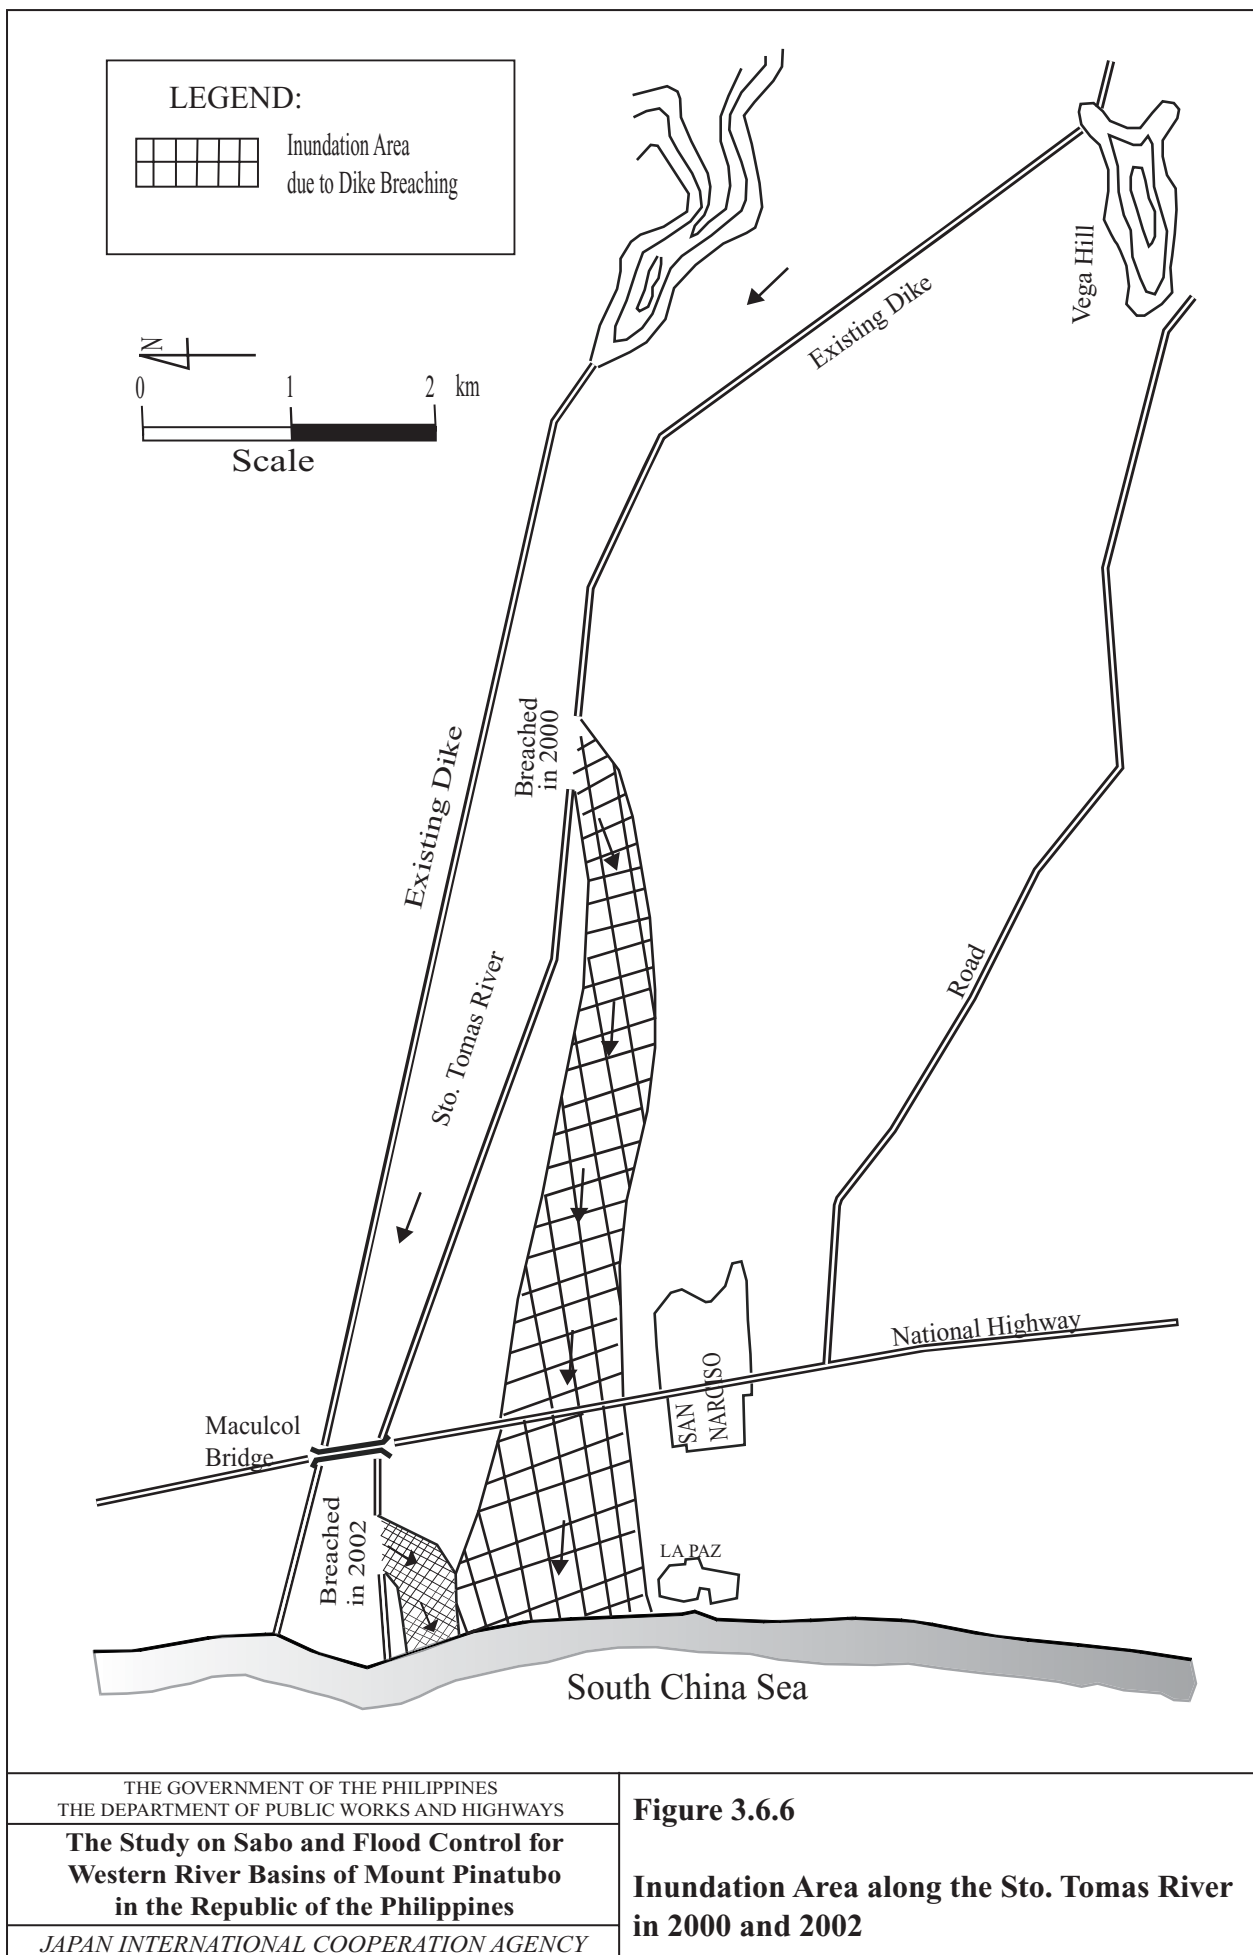 LEGEND:
Inundation Area
due to Dike Breaching
N
0 1 2 km
Scale
Vega Hill
Existing Dike
Breached
in 2000
Existing Dike
Sto. Tomas River
Road
National Highway
SAN
NARCISO
Maculcol
Bridge
Breached
in 2002
LA PAZ
South China Sea
THE GOVERNMENT OF THE PHILIPPINES
THE DEPARTMENT OF PUBLIC WORKS AND HIGHWAYS
The Study on Sabo and Flood Control for
Western River Basins of Mount Pinatubo
in the Republic of the Philippines
JAPAN INTERNATIONAL COOPERATION AGENCY
Figure 3.6.6
Inundation Area along the Sto. Tomas River
in 2000 and 2002